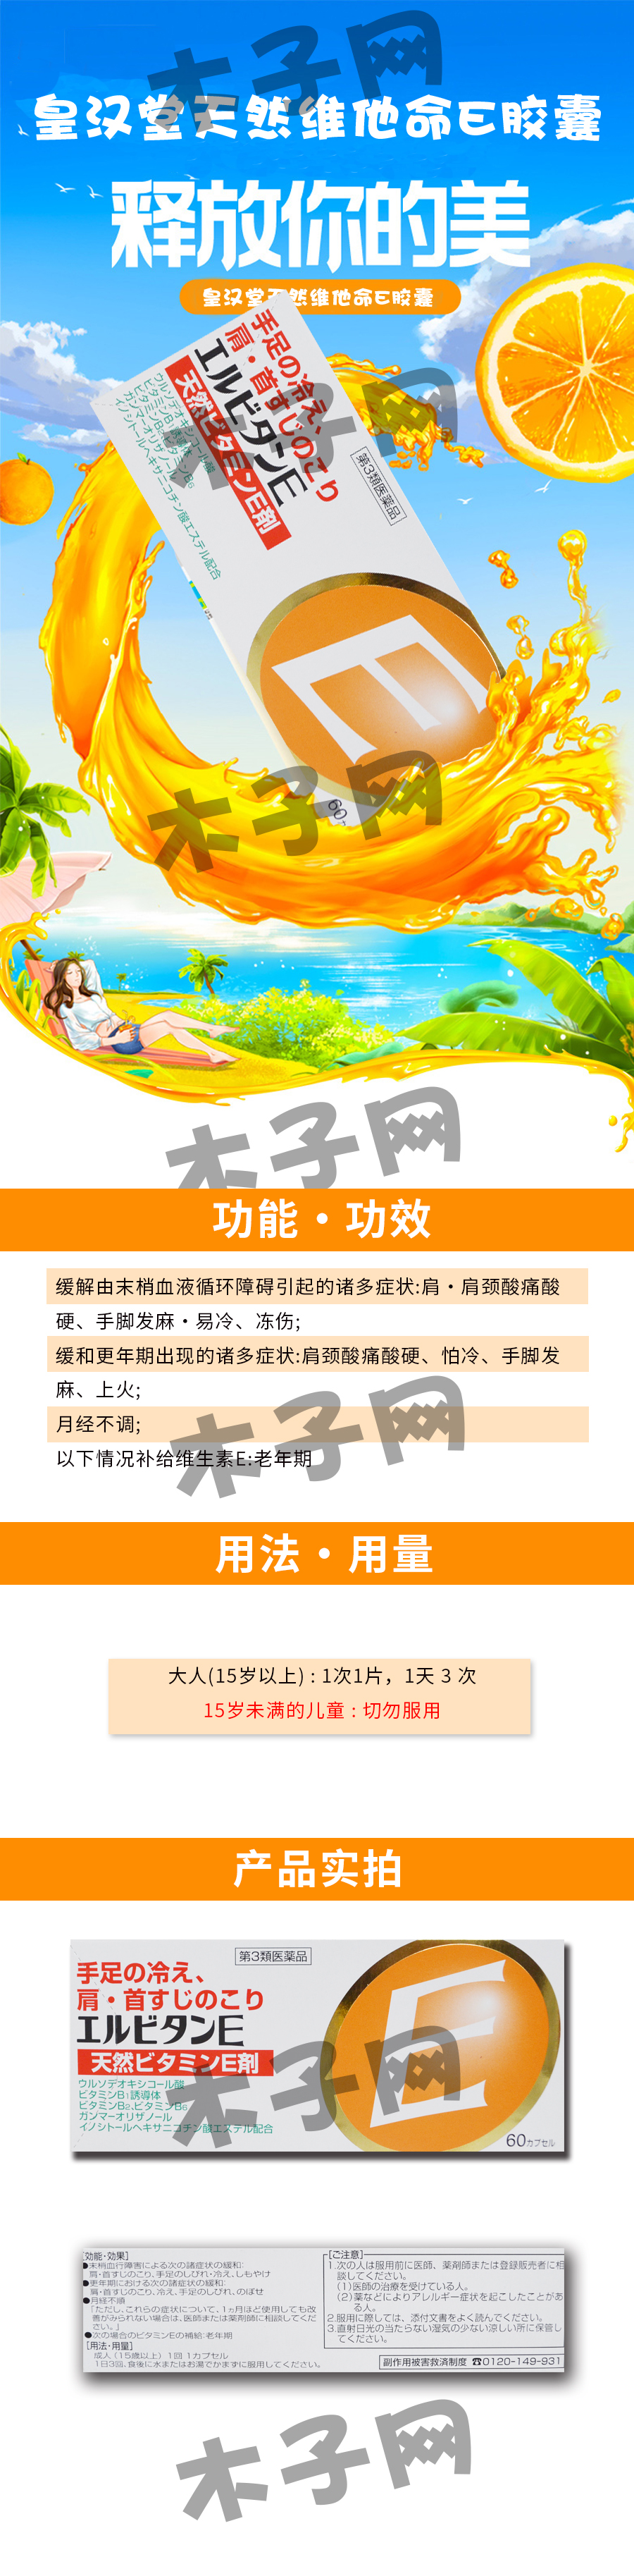 木子网
皇汉堂天然维他命E胶囊
释放你的美
皇汉堂天然维他命E胶囊
手足の冷え、
肩・首すじのこり
エルビタンE
天然ビタミンE剤
第3類医薬品
ウルソデオキシコール酸
ビタミンB₁誘導体
ビタミンB₂、ビタミンB₆
ガンマーオリザノール
イノシトールヘキサニコチン酸エステル配合
木子网
E
60
木子网
木子网
功能・功效
缓解由末梢血液循环障碍引起的诸多症状:肩・肩颈酸痛酸
硬、手脚发麻・易冷、冻伤;
缓和更年期出现的诸多症状:肩颈酸痛酸硬、怕冷、手脚发
麻、上火;
月经不调;
以下情况补给维生素E:老年期
木子网
用法・用量
大人(15岁以上) : 1次1片，1天 3 次
15岁未满的儿童 : 切勿服用
产品实拍
第3類医薬品
手足の冷え、
肩・首すじのこり
エルビタンE
天然ビタミンE剤
ウルソデオキシコール酸
ビタミンB₁誘導体
ビタミンB₂、ビタミンB₆
ガンマーオリザノール
イノシトールヘキサニコチン酸エステル配合
E
60カプセル
木子网
[効能・効果]
●末梢血行障害による次の諸症状の緩和:
肩・首すじのこり、手足のしびれ・冷え、しもやけ
●更年期における次の諸症状の緩和:
肩・首すじのこり、冷え、手足のしびれ、のぼせ
●月経不順
「ただし、これらの症状について、1ヵ月ほど使用しても改
善がみられない場合は、医師または薬剤師に相談してくだ
さい。」
●次の場合のビタミンEの補給:老年期
[用法・用量]
成人(15歳以上) 1回1カプセル
1日3回、食後に水またはお湯でかまずに服用してください。
[ご注意]
1.次の人は服用前に医師、薬剤師または登録販売者に相
談してください。
(1)医師の治療を受けている人。
(2)薬などによりアレルギー症状を起こしたことがあ
る人。
2.服用に際しては、添付文書をよく読んでください。
3.直射日光の当たらない湿気の少ない涼しい所に保管し
てください。
副作用被害救済制度 ☎0120-149-931
木子网